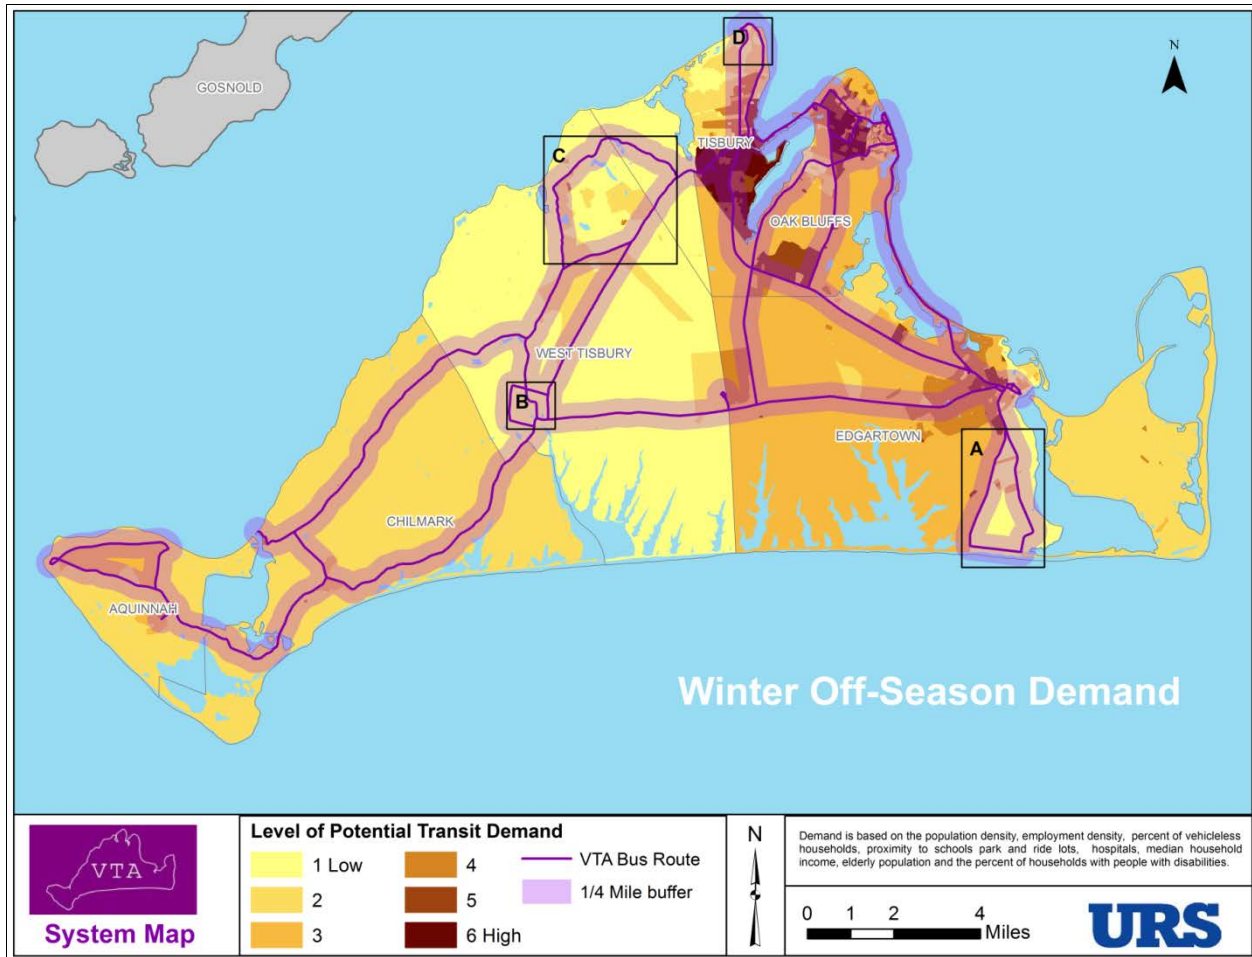 GOSNOLD
D
N
C
TISBURY
OAK BLUFFS
WEST TISBURY
B
EDGARTOWN
A
CHILMARK
AQUINNAH
Winter Off-Season Demand
VTA
System Map
Level of Potential Transit Demand
1 Low
2
3
4
5
6 High
VTA Bus Route
1/4 Mile buffer
N
Demand is based on the population density, employment density, percent of vehicleless
households, proximity to schools park and ride lots, hospitals, median household
income, elderly population and the percent of households with people with disabilities.
0 1 2 4
Miles
URS